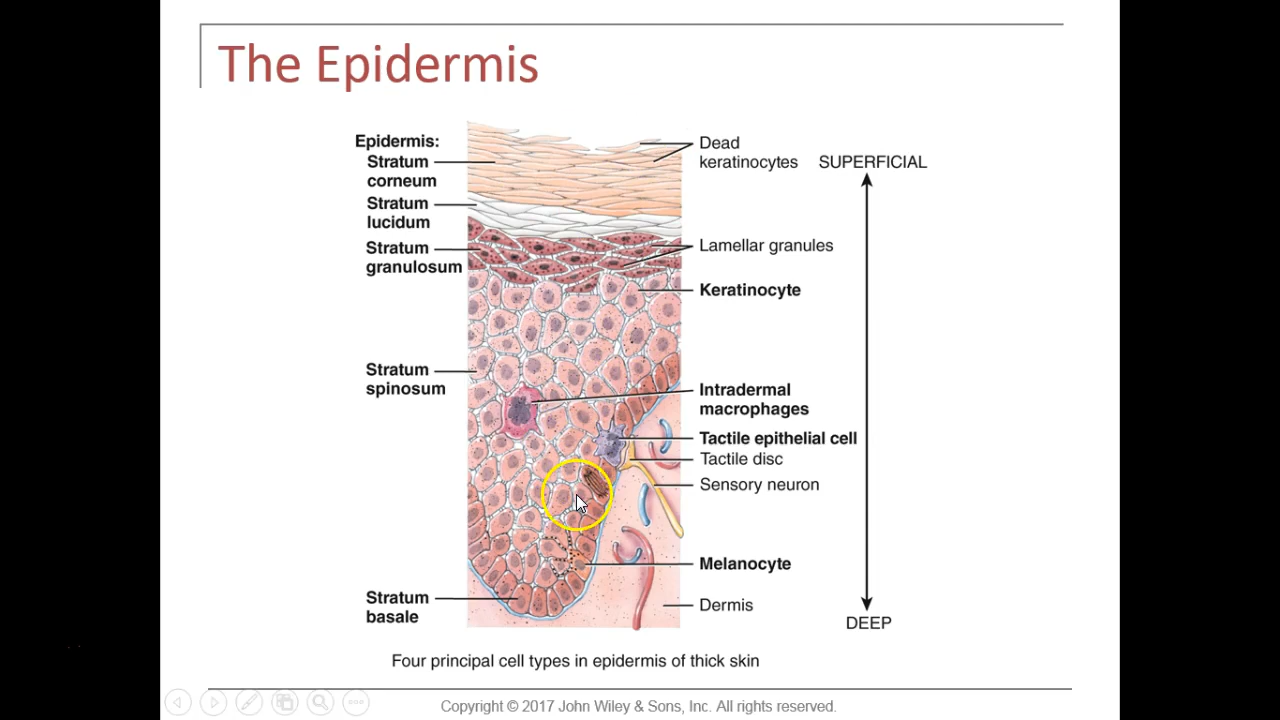 The Epidermis
Epidermis:
Stratum
corneum
Stratum
lucidum
Stratum
granulosum
Stratum
spinosum
Stratum
basale
Dead
keratinocytes
Lamellar granules
Keratinocyte
Intradermal
macrophages
Tactile epithelial cell
Tactile disc
Sensory neuron
Melanocyte
Dermis
SUPERFICIAL
DEEP
Four principal cell types in epidermis of thick skin
Copyright © 2017 John Wiley & Sons, Inc. All rights reserved.